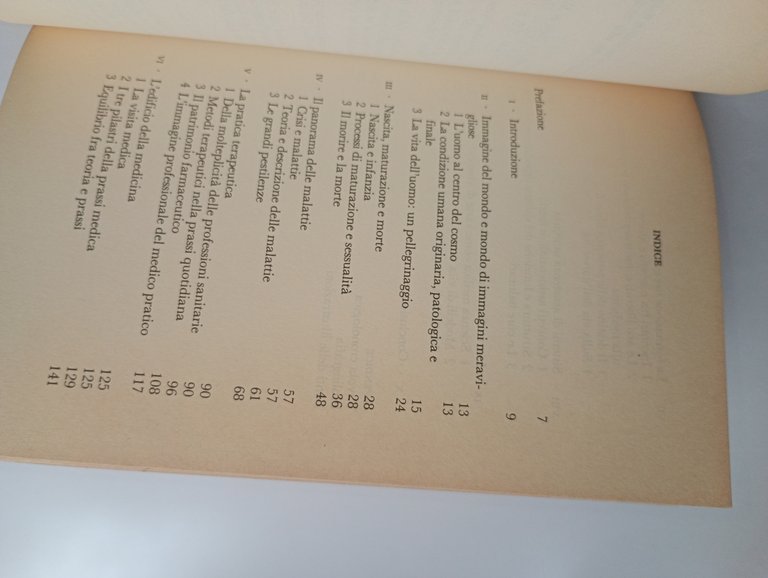 INDICE
Prefazione 7
I · Introduzione 9
II · Immagine del mondo e mondo di immagini meravi-
gliose 13
1 L'uomo al centro del cosmo 13
2 La condizione umana originaria, patologica e
finale 15
3 La vita dell'uomo: un pellegrinaggio 24
III · Nascita, maturazione e morte 28
1 Nascita e infanzia 28
2 Processi di maturazione e sessualità 36
3 Il morire e la morte 48
IV · Il panorama delle malattie 57
1 Crisi e malattie 57
2 Teoria e descrizione delle malattie 61
3 Le grandi pestilenze 68
V · La pratica terapeutica 90
1 Della molteplicità delle professioni sanitarie 90
2 Metodi terapeutici nella prassi quotidiana 96
3 Il patrimonio farmaceutico 108
4 L'immagine professionale del medico pratico 117
VI · L'edificio della medicina 125
1 La visita medica 125
2 I tre pilastri della prassi medica 129
3 Equilibrio fra teoria e prassi 141